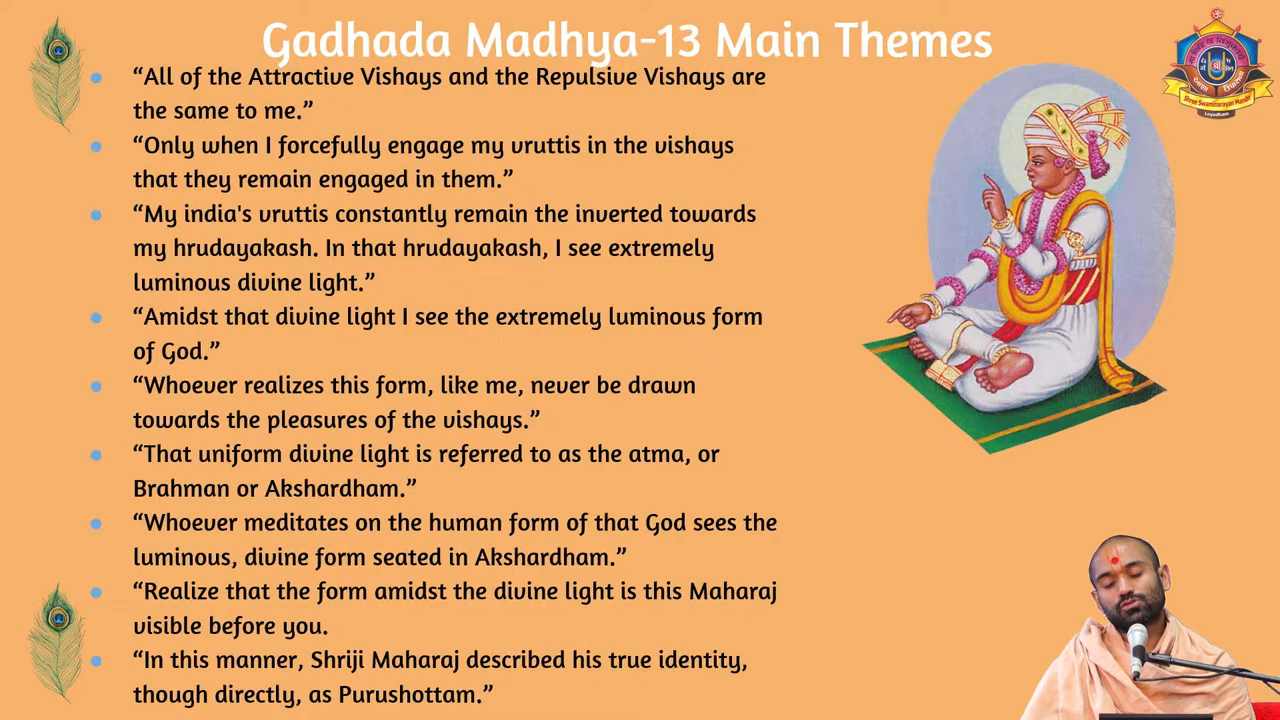 Gadhada Madhya-13 Main Themes
“All of the Attractive Vishays and the Repulsive Vishays are
the same to me.”
“Only when I forcefully engage my vruttis in the vishays
that they remain engaged in them.”
“My india's vruttis constantly remain the inverted towards
my hrudayakash. In that hrudayakash, I see extremely
luminous divine light.”
“Amidst that divine light I see the extremely luminous form
of God.”
“Whoever realizes this form, like me, never be drawn
towards the pleasures of the vishays.”
“That uniform divine light is referred to as the atma, or
Brahman or Akshardham.”
“Whoever meditates on the human form of that God sees the
luminous, divine form seated in Akshardham.”
“Realize that the form amidst the divine light is this Maharaj
visible before you.
“In this manner, Shriji Maharaj described his true identity,
though directly, as Purushottam.”
Shree Swaminarayan Mandir
Loyadham